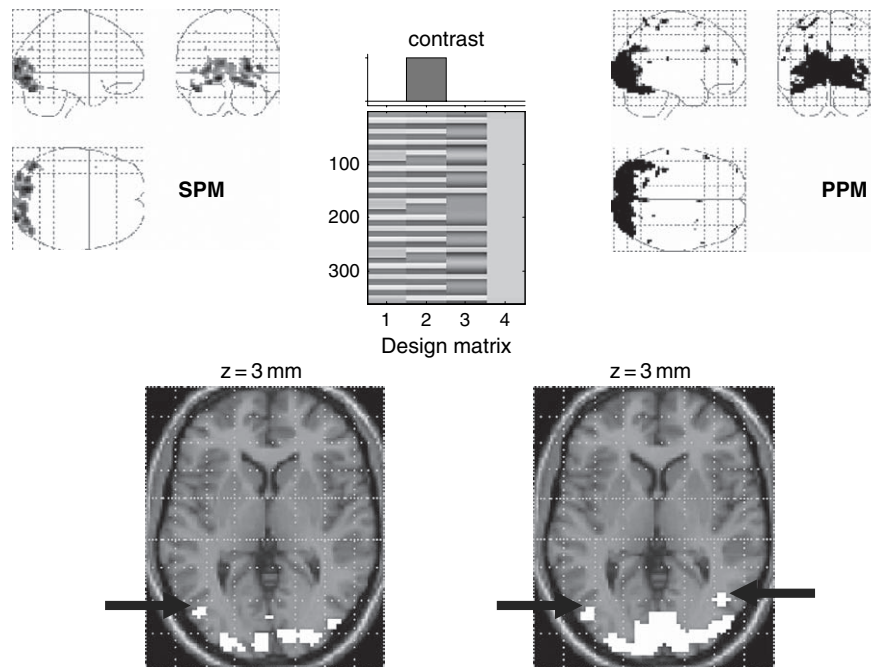 contrast
SPM
PPM
100
200
300
1 2 3 4
Design matrix
z = 3 mm
z = 3 mm